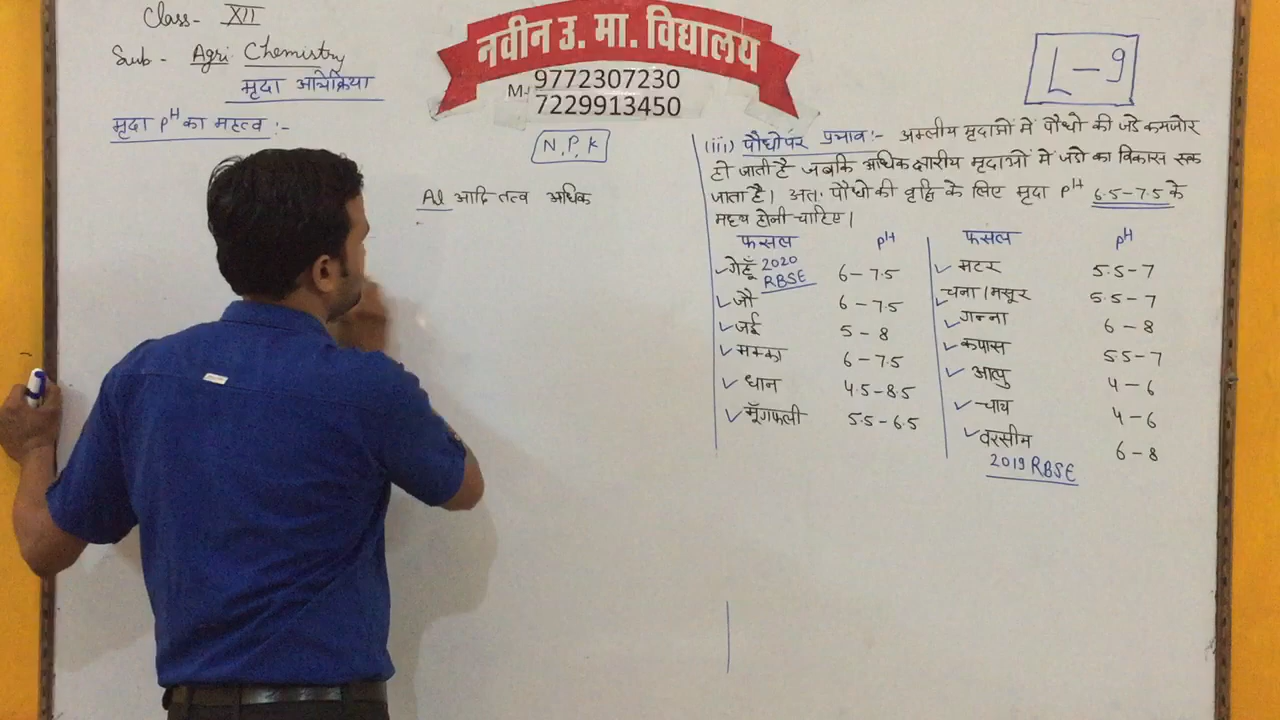 Class- XII
Sub - Agri Chemistry
मृदा अभिक्रिया
मृदा pH का महत्व :-
नवीन उ. मा. विद्यालय
M.- 9772307230
7229913450
L-9
N, P, K
Al आदि तत्व अधिक
(iii) पौधोपर प्रभाव :- अम्लीय मृदाओं में पौधो की जडे कमजोर
हो जाती है जबकि अधिक क्षारीय मृदाओं में जडो का विकास रुक
जाता है। अतः पौधो की वृद्धि के लिए मृदा pH 6.5-7.5 के
मध्य होनी चाहिए।
फसल pH
गेहूँ 2020 RBSE 6-7.5
जौ 6-7.5
जई 5-8
मक्का 6-7.5
धान 4.5-8.5
मूँगफली 5.5-6.5
फसल pH
मटर 5.5-7
चना।मसूर 5.5-7
गन्ना 6-8
कपास 5.5-7
आलु 4-6
चाय 4-6
वरसीम 6-8
2019 RBSE